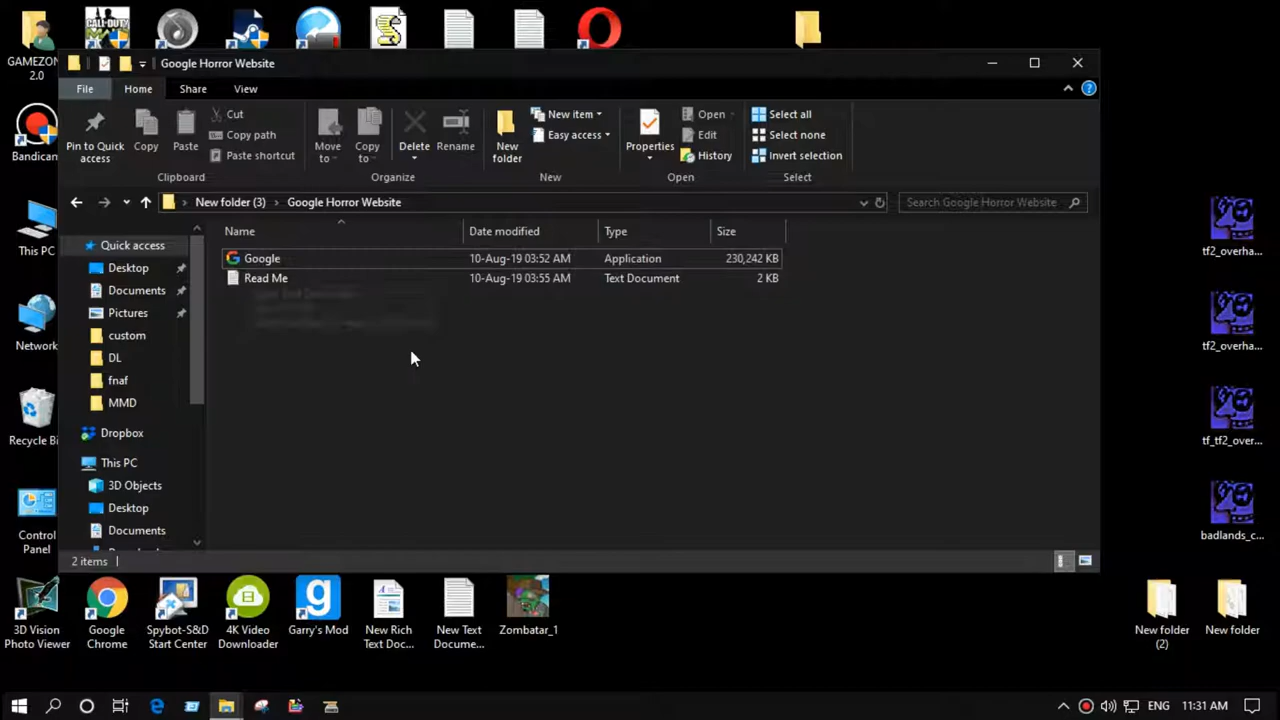 GAMEZON
2.0
Google Horror Website
File
Home
Share
View
Pin to Quick
access
Copy
Paste
Cut
Copy path
Paste shortcut
Clipboard
Move
to
Copy
to
Delete
Rename
Organize
New
folder
New item
Easy access
New
Properties
Open
Edit
History
Open
Select all
Select none
Invert selection
Select
New folder (3) > Google Horror Website
Search Google Horror Website
Name
Date modified
Type
Size
Google 10-Aug-19 03:52 AM Application 230,242 KB
Read Me 10-Aug-19 03:55 AM Text Document 2 KB
Quick access
Desktop
Documents
Pictures
custom
DL
fnaf
MMD
Dropbox
This PC
3D Objects
Desktop
Documents
2 items
Bandicam
This PC
Network
Recycle Bi
Control
Panel
tf2_overha...
tf2_overha...
tf_tf2_over...
badlands_c...
3D Vision
Photo Viewer
Google
Chrome
Spybot-S&D
Start Center
4K Video
Downloader
Garry's Mod
New Rich
Text Doc...
New Text
Docume...
Zombatar_1
New folder
(2)
New folder
ENG
11:31 AM